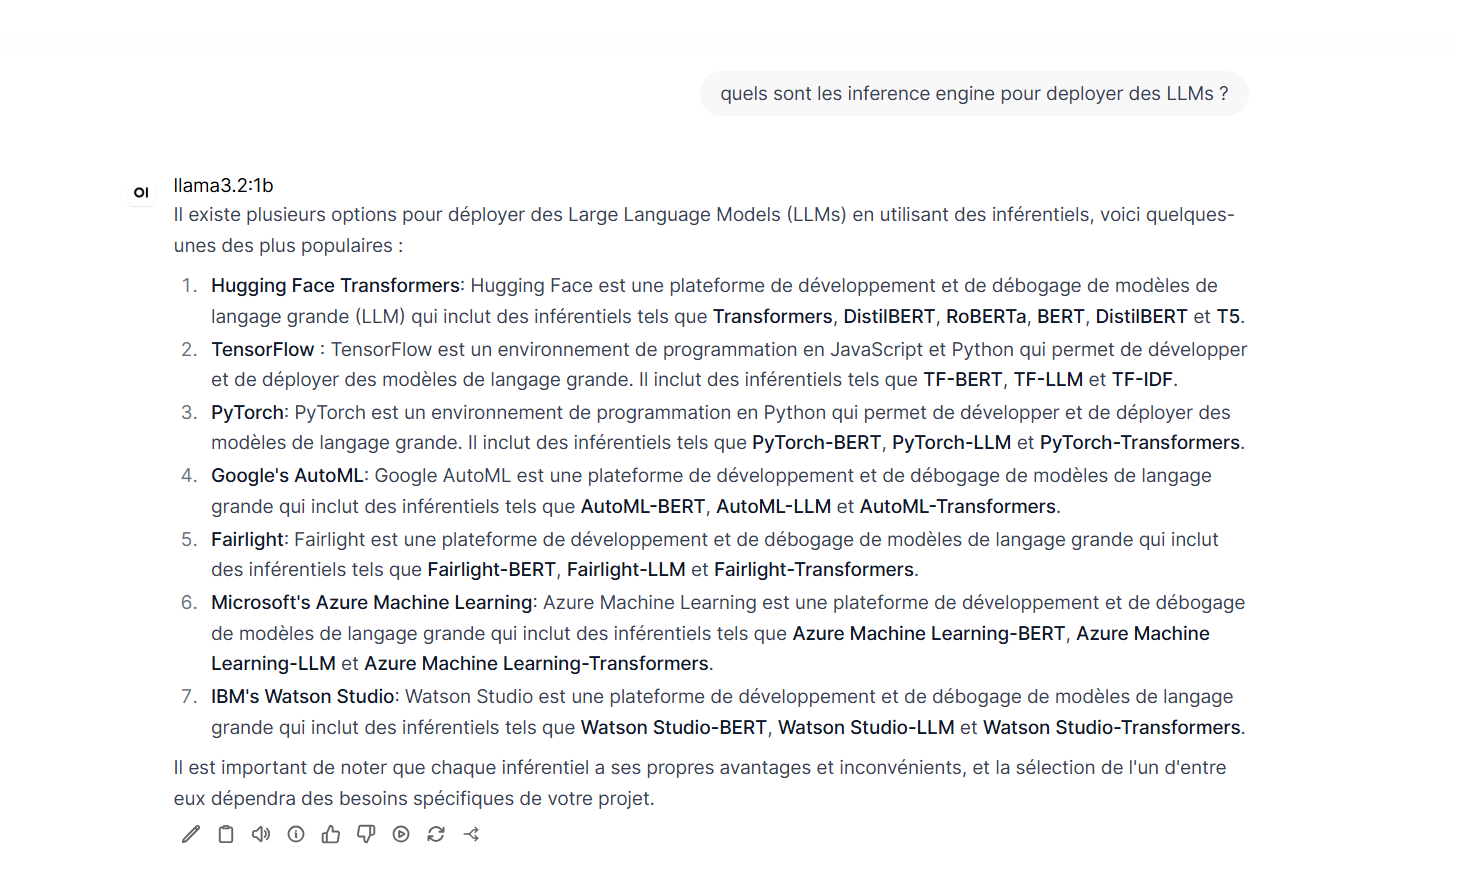 quels sont les inference engine pour deployer des LLMs ?
OI
llama3.2:1b
Il existe plusieurs options pour déployer des Large Language Models (LLMs) en utilisant des inférentiels, voici quelques-
unes des plus populaires :
1. Hugging Face Transformers: Hugging Face est une plateforme de développement et de débogage de modèles de
langage grande (LLM) qui inclut des inférentiels tels que Transformers, DistilBERT, RoBERTa, BERT, DistilBERT et T5.
2. TensorFlow : TensorFlow est un environnement de programmation en JavaScript et Python qui permet de développer
et de déployer des modèles de langage grande. Il inclut des inférentiels tels que TF-BERT, TF-LLM et TF-IDF.
3. PyTorch: PyTorch est un environnement de programmation en Python qui permet de développer et de déployer des
modèles de langage grande. Il inclut des inférentiels tels que PyTorch-BERT, PyTorch-LLM et PyTorch-Transformers.
4. Google's AutoML: Google AutoML est une plateforme de développement et de débogage de modèles de langage
grande qui inclut des inférentiels tels que AutoML-BERT, AutoML-LLM et AutoML-Transformers.
5. Fairlight: Fairlight est une plateforme de développement et de débogage de modèles de langage grande qui inclut
des inférentiels tels que Fairlight-BERT, Fairlight-LLM et Fairlight-Transformers.
6. Microsoft's Azure Machine Learning: Azure Machine Learning est une plateforme de développement et de débogage
de modèles de langage grande qui inclut des inférentiels tels que Azure Machine Learning-BERT, Azure Machine
Learning-LLM et Azure Machine Learning-Transformers.
7. IBM's Watson Studio: Watson Studio est une plateforme de développement et de débogage de modèles de langage
grande qui inclut des inférentiels tels que Watson Studio-BERT, Watson Studio-LLM et Watson Studio-Transformers.
Il est important de noter que chaque inférentiel a ses propres avantages et inconvénients, et la sélection de l'un d'entre
eux dépendra des besoins spécifiques de votre projet.